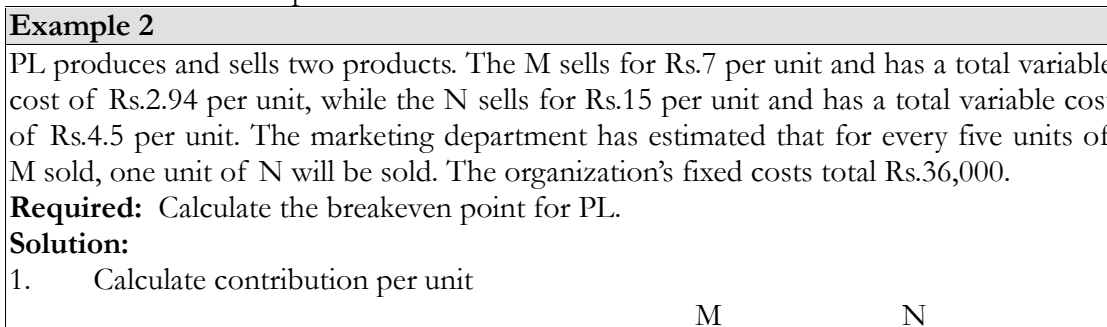 Example 2
PL produces and sells two products. The M sells for Rs.7 per unit and has a total variable
cost of Rs.2.94 per unit, while the N sells for Rs.15 per unit and has a total variable cost
of Rs.4.5 per unit. The marketing department has estimated that for every five units of
M sold, one unit of N will be sold. The organization's fixed costs total Rs.36,000.
Required: Calculate the breakeven point for PL.
Solution:
1. Calculate contribution per unit
M N